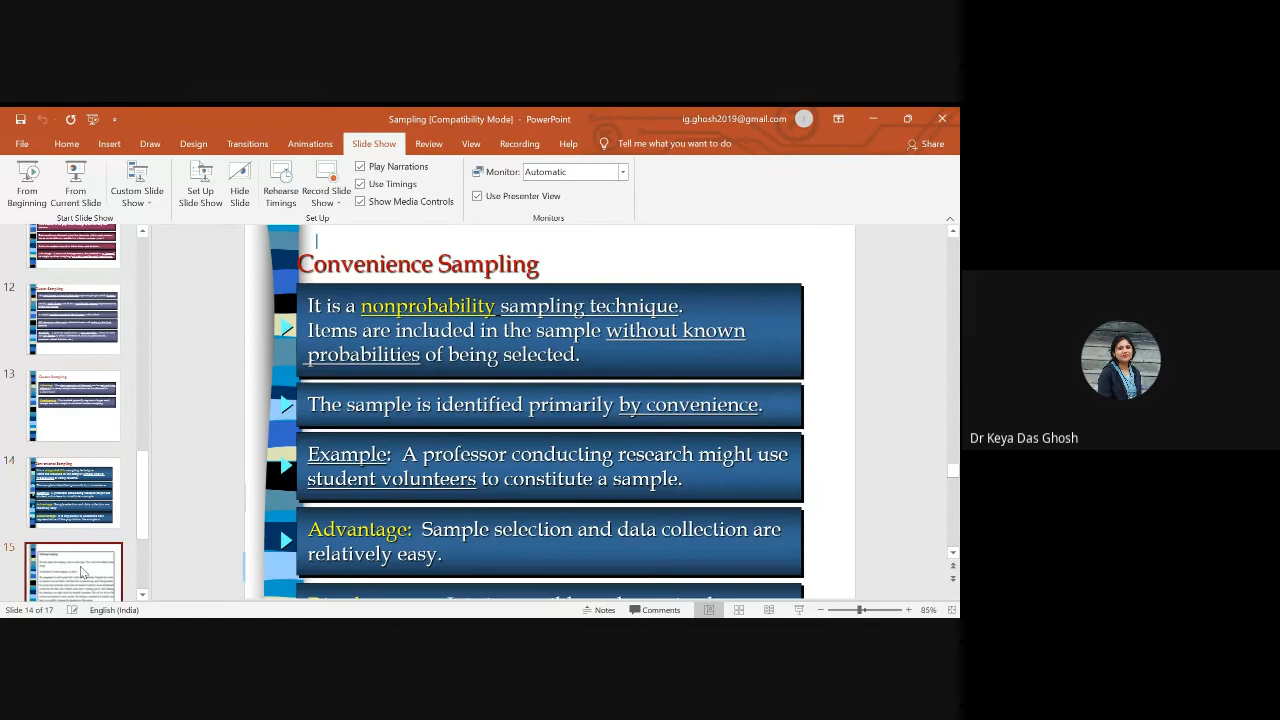 Sampling [Compatibility Mode] - PowerPoint
ig.ghosh2019@gmail.com
File Home Insert Draw Design Transitions Animations Slide Show Review View Recording Help Tell me what you want to do Share
From Beginning
From Current Slide
Custom Slide Show
Set Up Slide Show
Hide Slide
Rehearse Timings
Record Slide Show
Play Narrations
Use Timings
Show Media Controls
Monitor: Automatic
Use Presenter View
Start Slide Show
Set Up
Monitors
12
13
14
Convenience Sampling
15
Convenience Sampling
It is a nonprobability sampling technique.
Items are included in the sample without known
probabilities of being selected.
The sample is identified primarily by convenience.
Example: A professor conducting research might use
student volunteers to constitute a sample.
Advantage: Sample selection and data collection are
relatively easy.
Dr Keya Das Ghosh
Slide 14 of 17
English (India)
Notes
Comments
85%